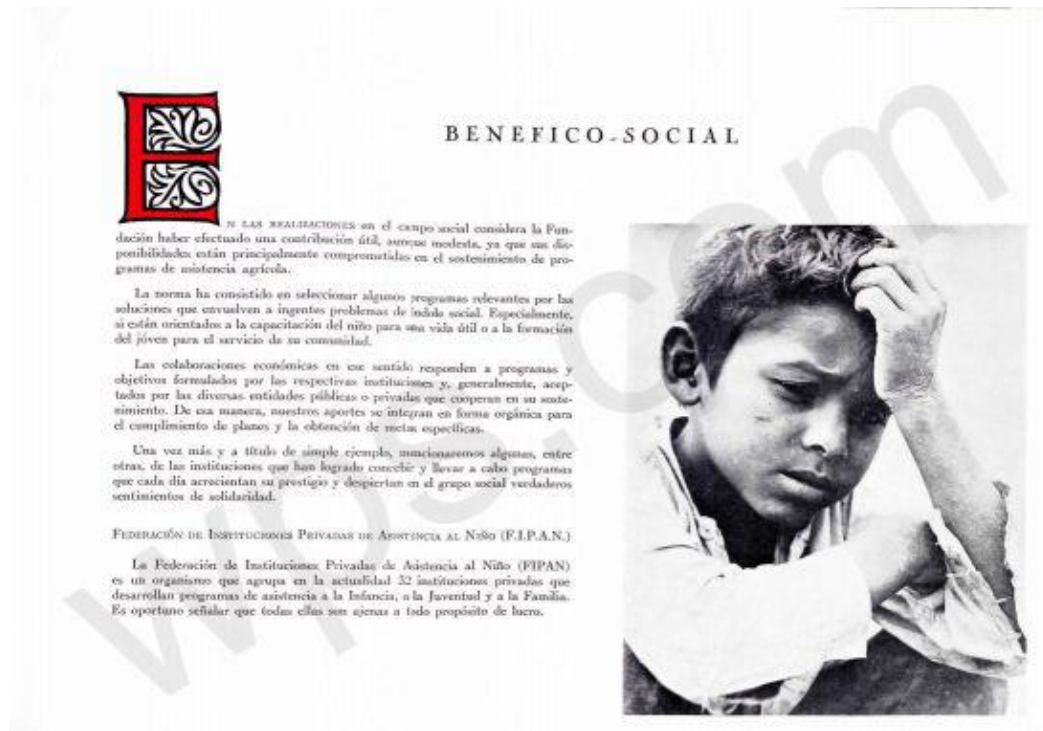 BENEFICO-SOCIAL
EN LAS REALIZACIONES en el campo social considera la Fun-
dación haber efectuado una contribución útil, aunque modesta, ya que sus dis-
ponibilidades están principalmente comprometidas en el sostenimiento de pro-
gramas de asistencia agrícola.
La norma ha consistido en seleccionar algunos programas relevantes por las
soluciones que envuelven a ingentes problemas de índole social. Especialmente,
si están orientados a la capacitación del niño para una vida útil o a la formación
del jóven para el servicio de su comunidad.
Las colaboraciones económicas en ese sentido responden a programas y
objetivos formulados por las respectivas instituciones y, generalmente, acep-
tados por las diversas entidades públicas o privadas que cooperan en su soste-
nimiento. De esa manera, nuestros aportes se integran en forma orgánica para
el cumplimiento de planes y la obtención de metas específicas.
Una vez más y a título de simple ejemplo, mencionaremos algunas, entre
otras, de las instituciones que han logrado concebir y llevar a cabo programas
que cada día acrecientan su prestigio y despiertan en el grupo social verdaderos
sentimientos de solidaridad.
FEDERACIÓN DE INSTITUCIONES PRIVADAS DE ASISTENCIA AL NIÑO (F.I.P.A.N.)
La Federación de Instituciones Privadas de Asistencia al Niño (FIPAN)
es un organismo que agrupa en la actualidad 32 instituciones privadas que
desarrollan programas de asistencia a la Infancia, a la Juventud y a la Familia.
Es oportuno señalar que todas ellas son ajenas a todo propósito de lucro.
wps.com